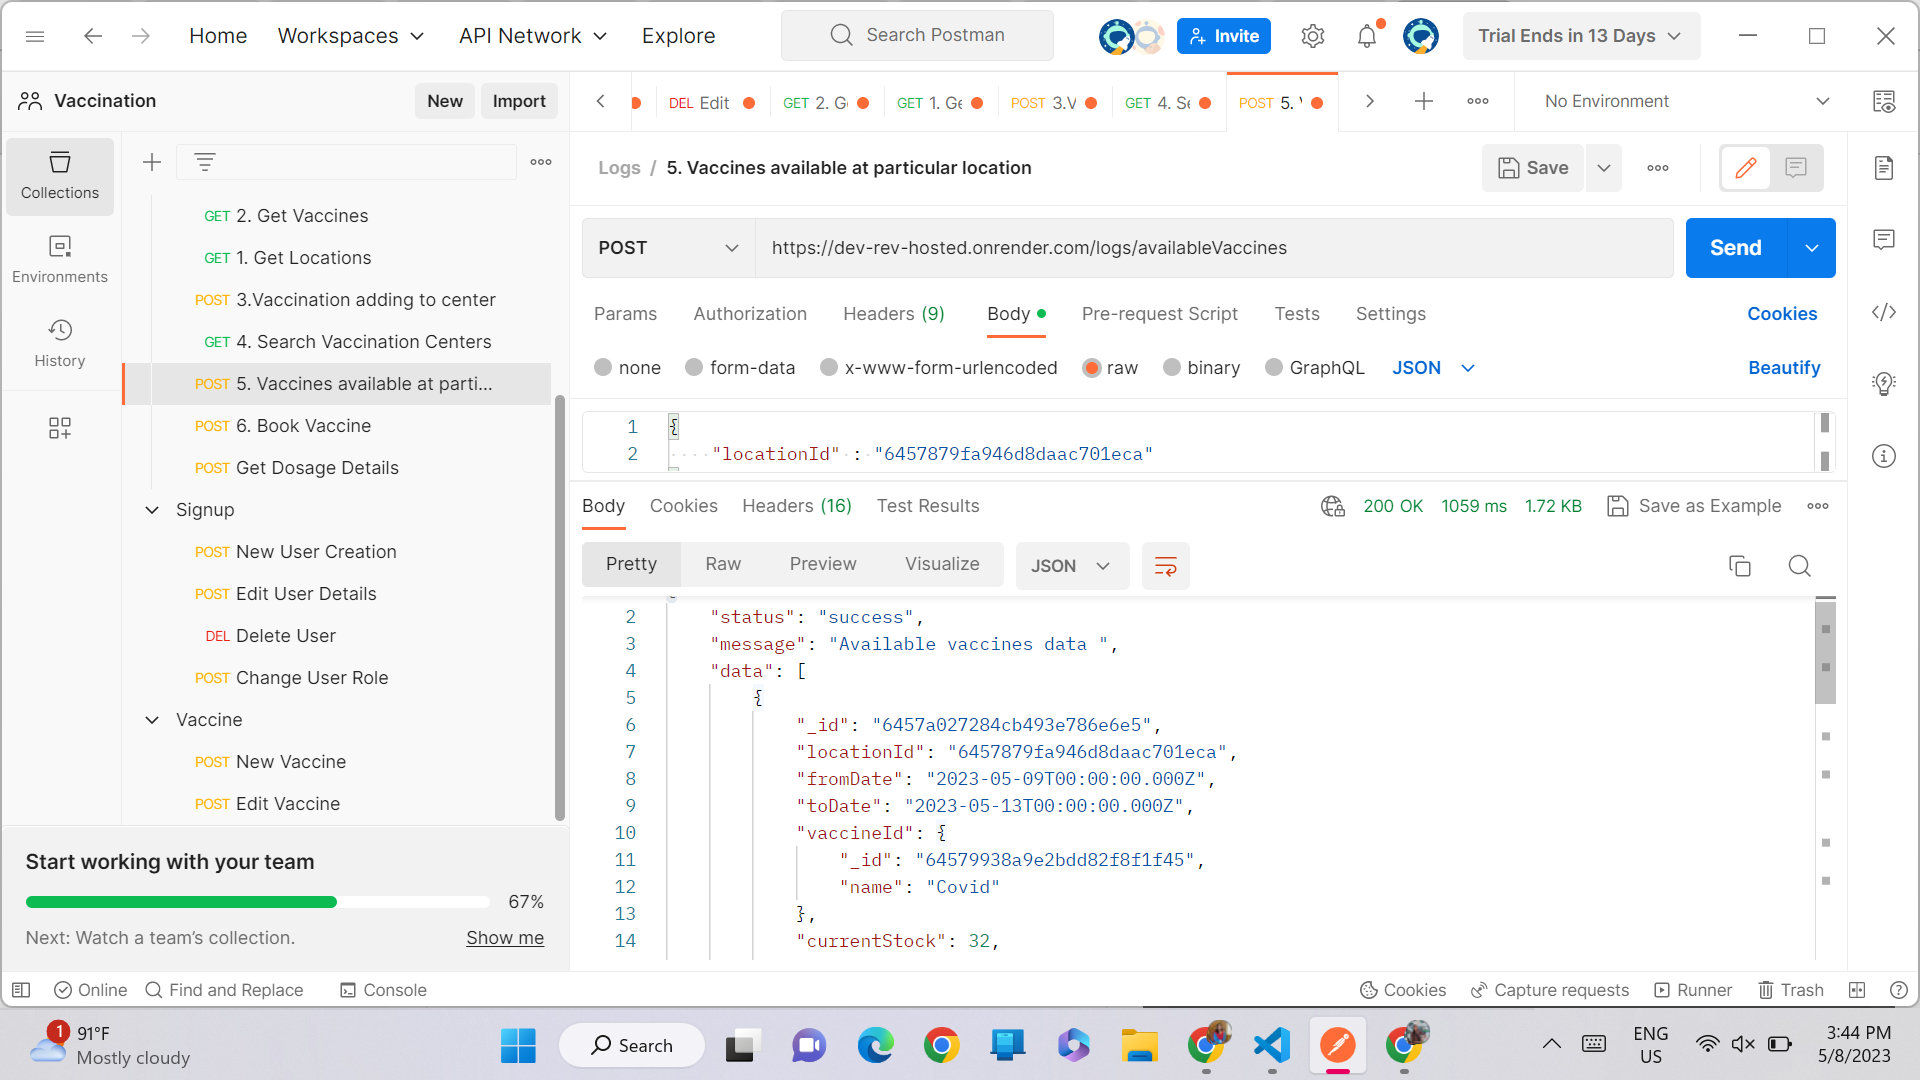 Home Workspaces API Network Explore Search Postman Invite Trial Ends in 13 Days
Vaccination New Import
DEL Edit GET 2. Ge GET 1. Ge POST 3.V GET 4. Se POST 5. No Environment
Collections
Environments
History
GET 2. Get Vaccines
GET 1. Get Locations
POST 3.Vaccination adding to center
GET 4. Search Vaccination Centers
POST 5. Vaccines available at parti...
POST 6. Book Vaccine
POST Get Dosage Details
Signup
POST New User Creation
POST Edit User Details
DEL Delete User
POST Change User Role
Vaccine
POST New Vaccine
POST Edit Vaccine
Start working with your team
67%
Next: Watch a team's collection. Show me
Logs / 5. Vaccines available at particular location Save
POST https://dev-rev-hosted.onrender.com/logs/availableVaccines Send
Params Authorization Headers (9) Body Pre-request Script Tests Settings Cookies
none form-data x-www-form-urlencoded raw binary GraphQL JSON Beautify
1 {
2 "locationId" : "6457879fa946d8daac701eca"
Body Cookies Headers (16) Test Results 200 OK 1059 ms 1.72 KB Save as Example
Pretty Raw Preview Visualize JSON
2 "status": "success",
3 "message": "Available vaccines data ",
4 "data": [
5 {
6 "_id": "6457a027284cb493e786e6e5",
7 "locationId": "6457879fa946d8daac701eca",
8 "fromDate": "2023-05-09T00:00:00.000Z",
9 "toDate": "2023-05-13T00:00:00.000Z",
10 "vaccineId": {
11 "_id": "64579938a9e2bdd82f8f1f45",
12 "name": "Covid"
13 },
14 "currentStock": 32,
Online Find and Replace Console Cookies Capture requests Runner Trash
1 91°F
Mostly cloudy
Search
ENG
US
3:44 PM
5/8/2023